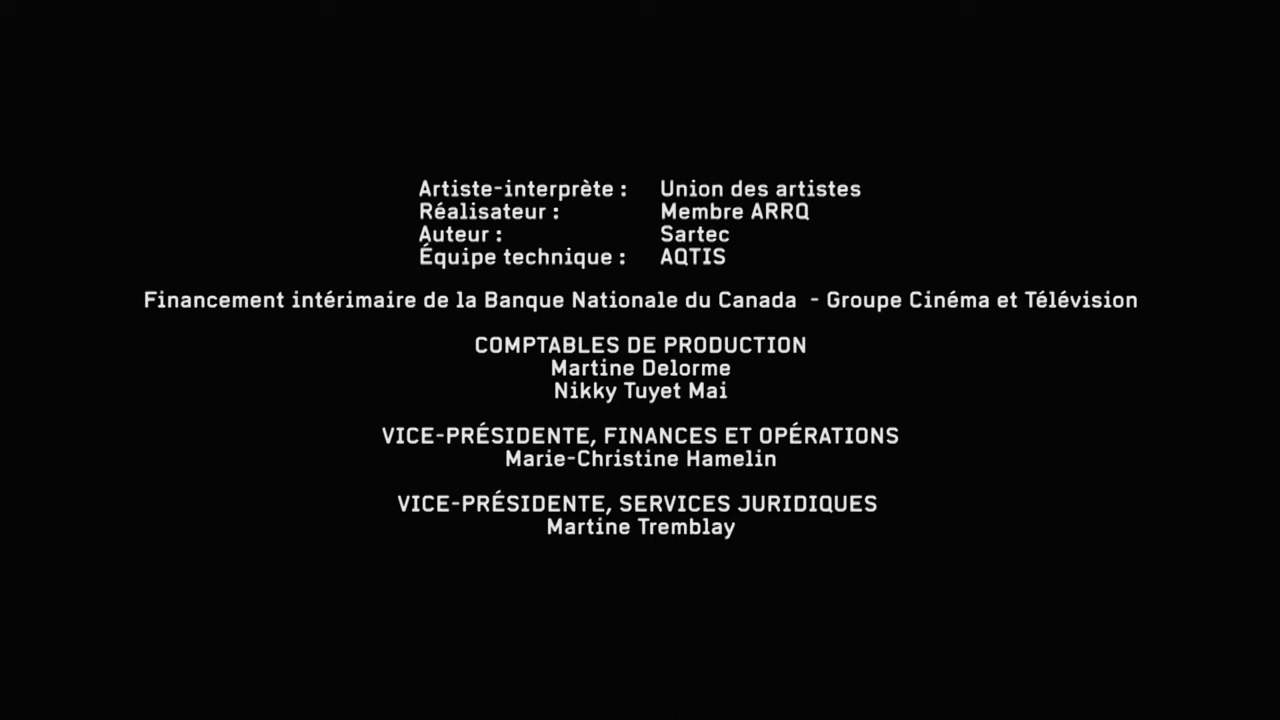 Artiste-interprète : Union des artistes
Réalisateur : Membre ARRQ
Auteur : Sartec
Équipe technique : AQTIS
Financement intérimaire de la Banque Nationale du Canada - Groupe Cinéma et Télévision
COMPTABLES DE PRODUCTION
Martine Delorme
Nikky Tuyet Mai
VICE-PRÉSIDENTE, FINANCES ET OPÉRATIONS
Marie-Christine Hamelin
VICE-PRÉSIDENTE, SERVICES JURIDIQUES
Martine Tremblay